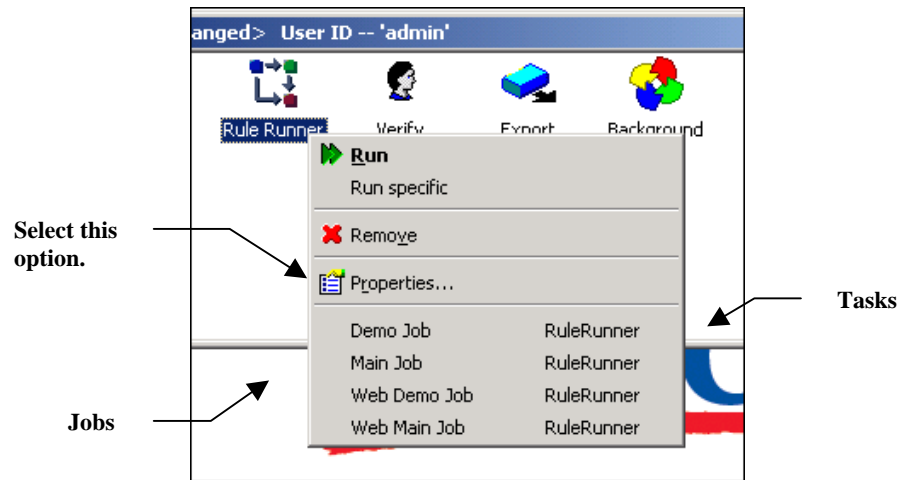 anged> User ID -- 'admin'
Rule Runner Verify Export Background
Run
Run specific
Remove
Properties...
Demo Job RuleRunner
Main Job RuleRunner
Web Demo Job RuleRunner
Web Main Job RuleRunner
Select this
option.
Tasks
Jobs